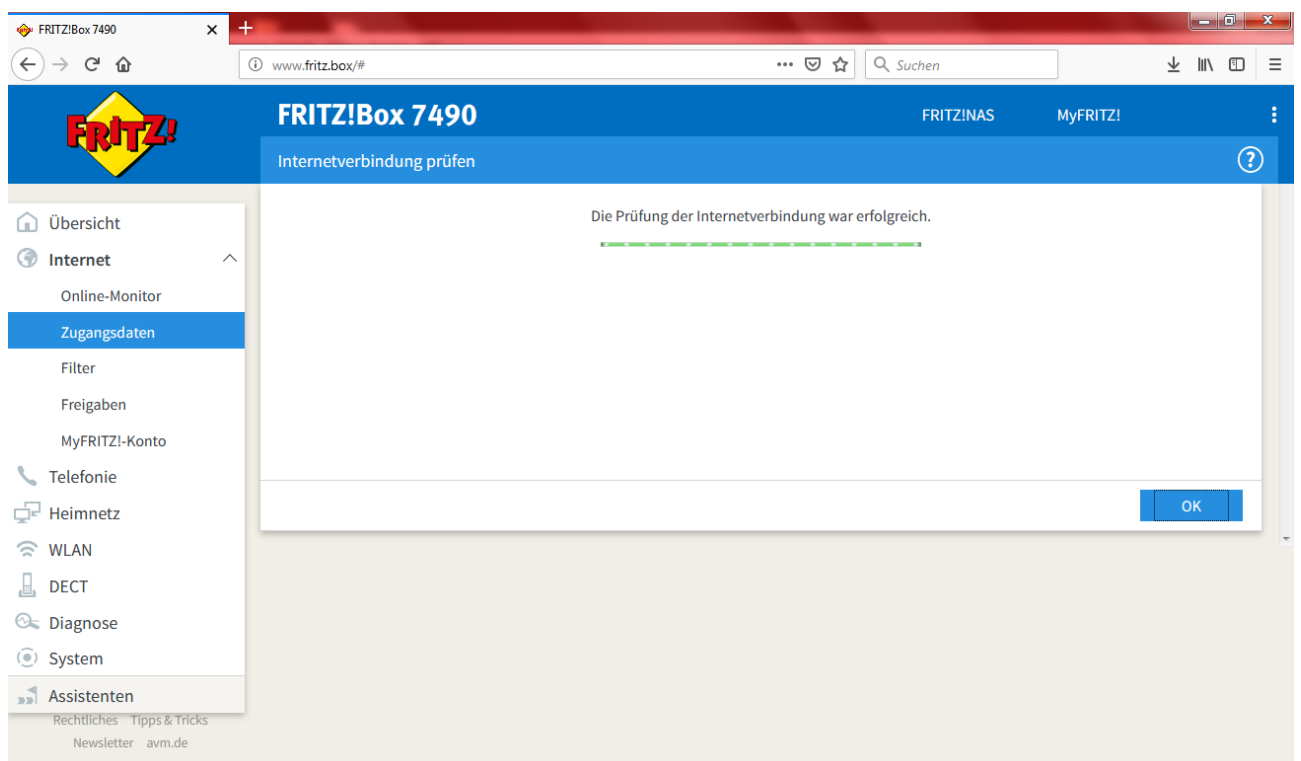 FRITZ!Box 7490
www.fritz.box/#
Suchen
FRITZ!
FRITZ!Box 7490
FRITZ!NAS
MyFRITZ!
Internetverbindung prüfen
?
Übersicht
Internet
Online-Monitor
Zugangsdaten
Filter
Freigaben
MyFRITZ!-Konto
Telefonie
Heimnetz
WLAN
DECT
Diagnose
System
Assistenten
Rechtliches Tipps & Tricks
Newsletter avm.de
Die Prüfung der Internetverbindung war erfolgreich.
OK